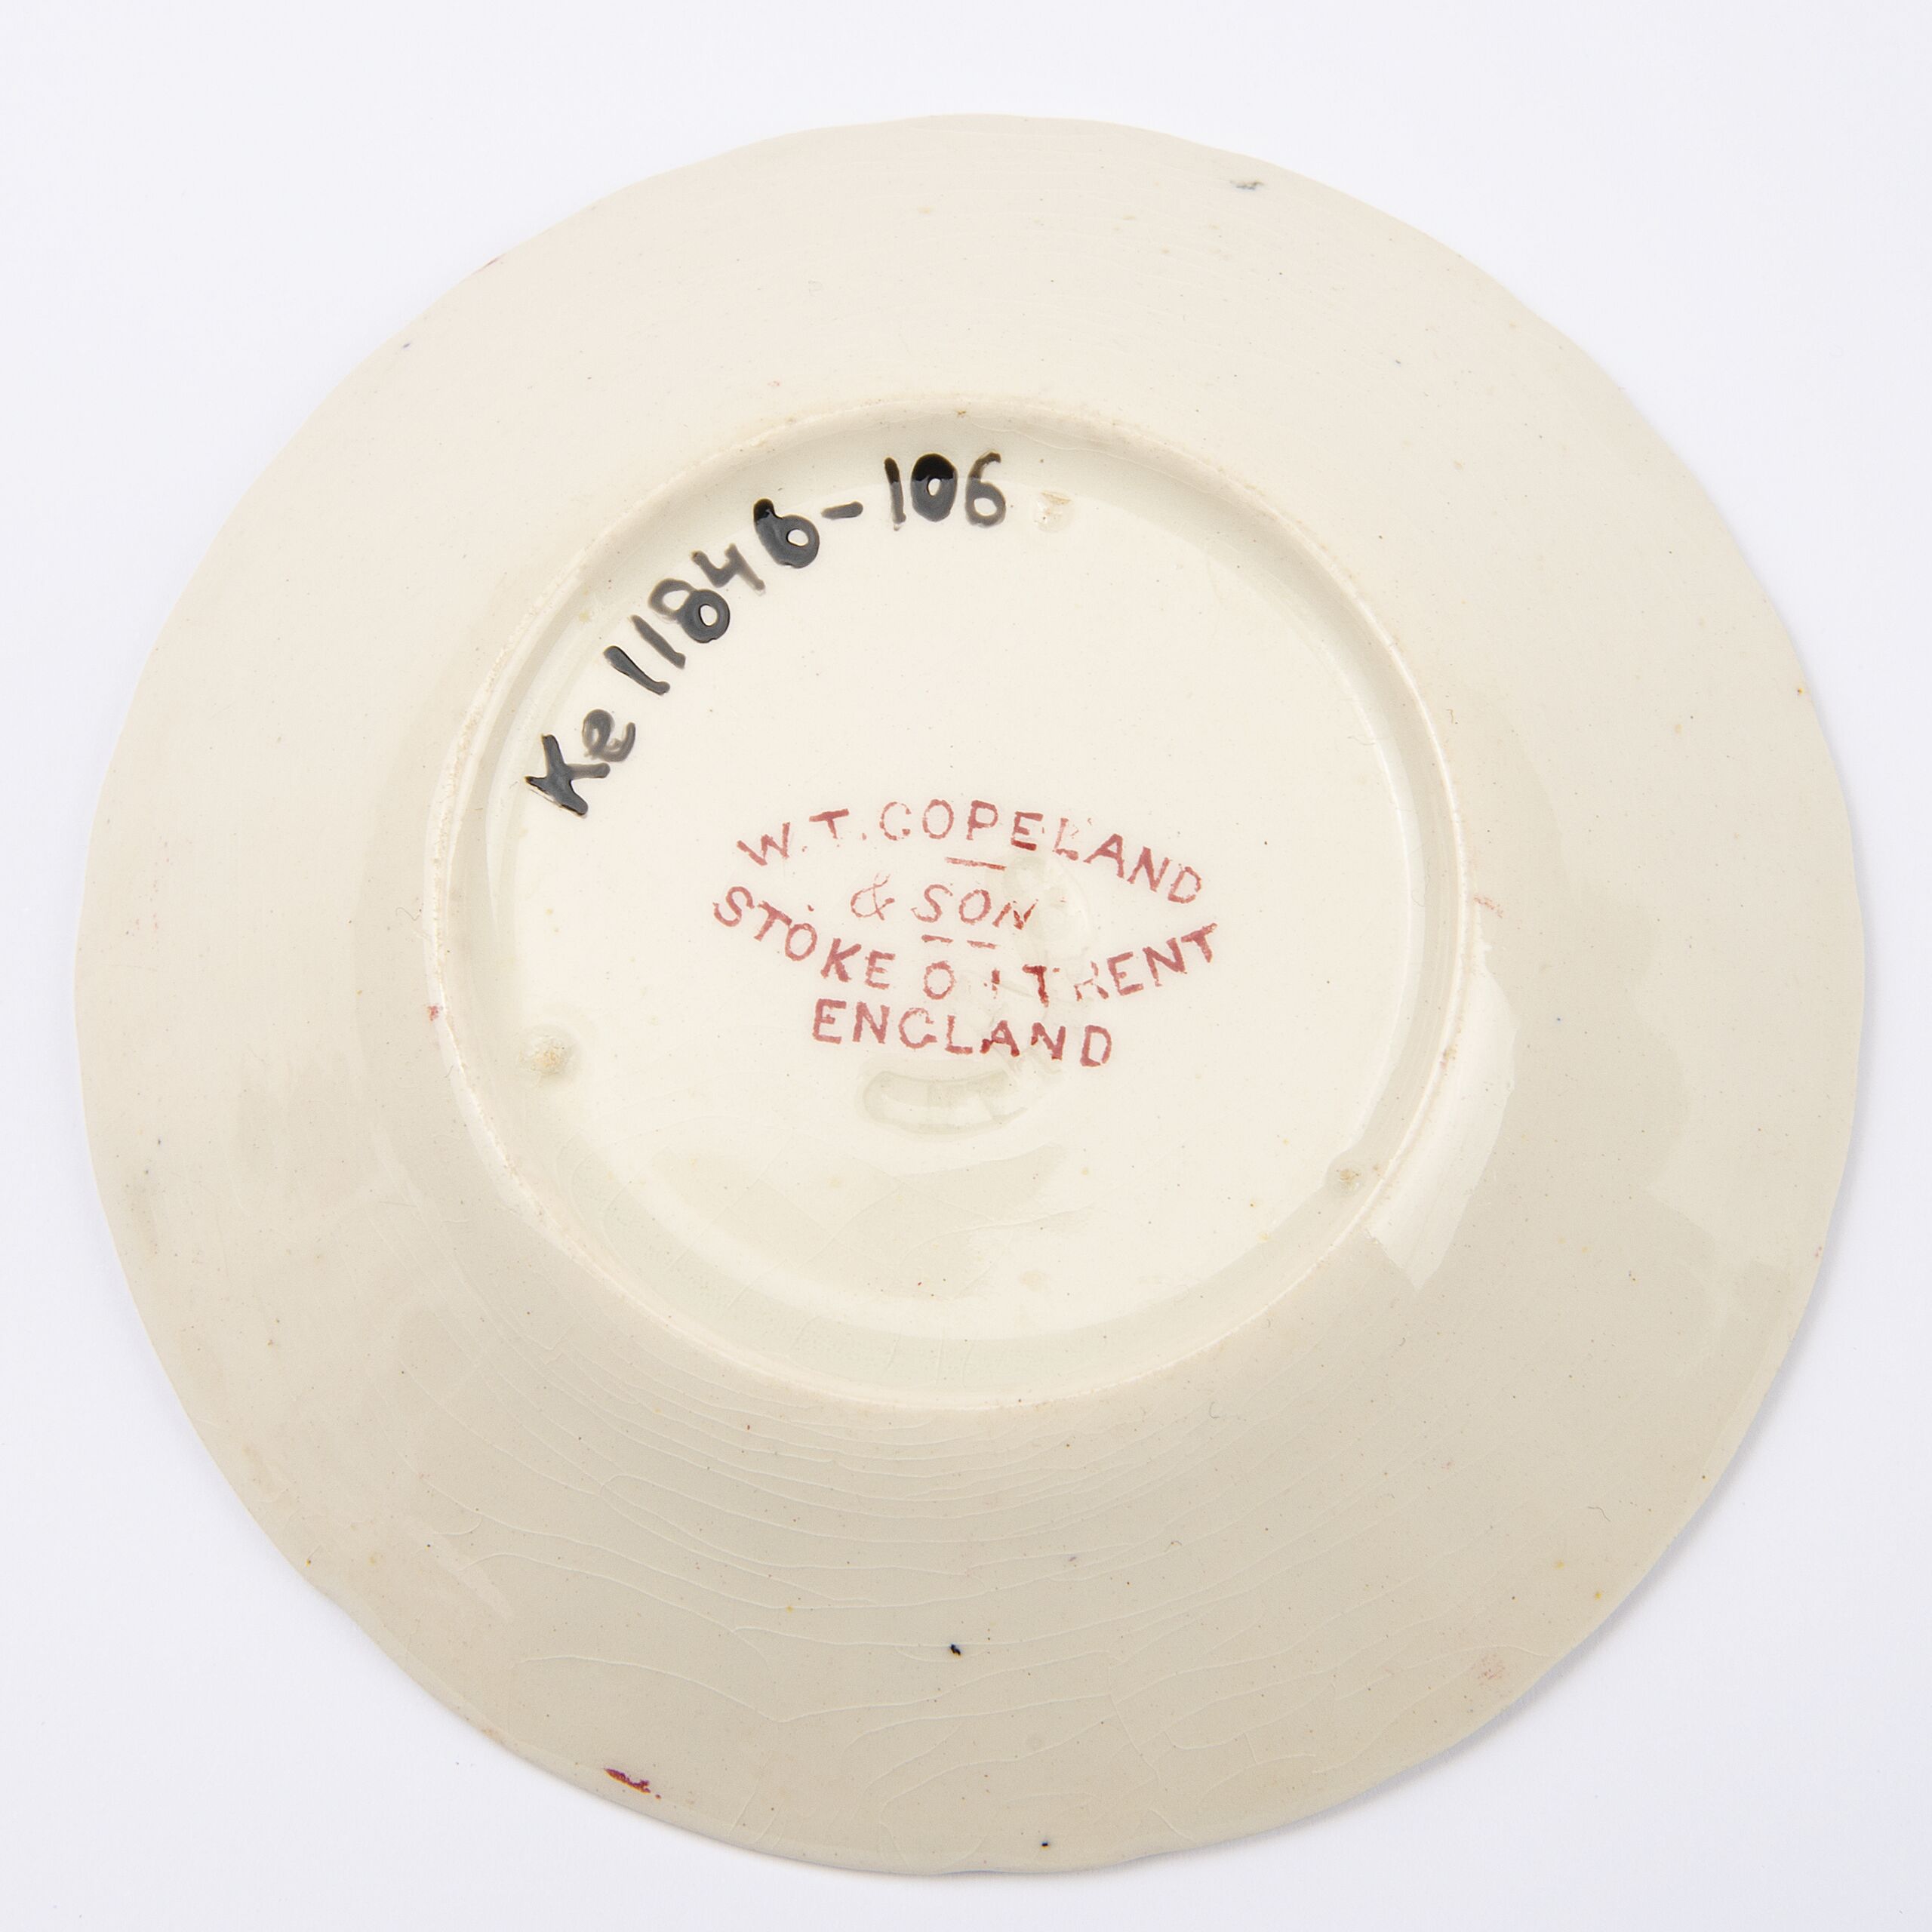 Ke 11846-106
W.T. COPELAND
& SON
STOKE ON TRENT
ENGLAND